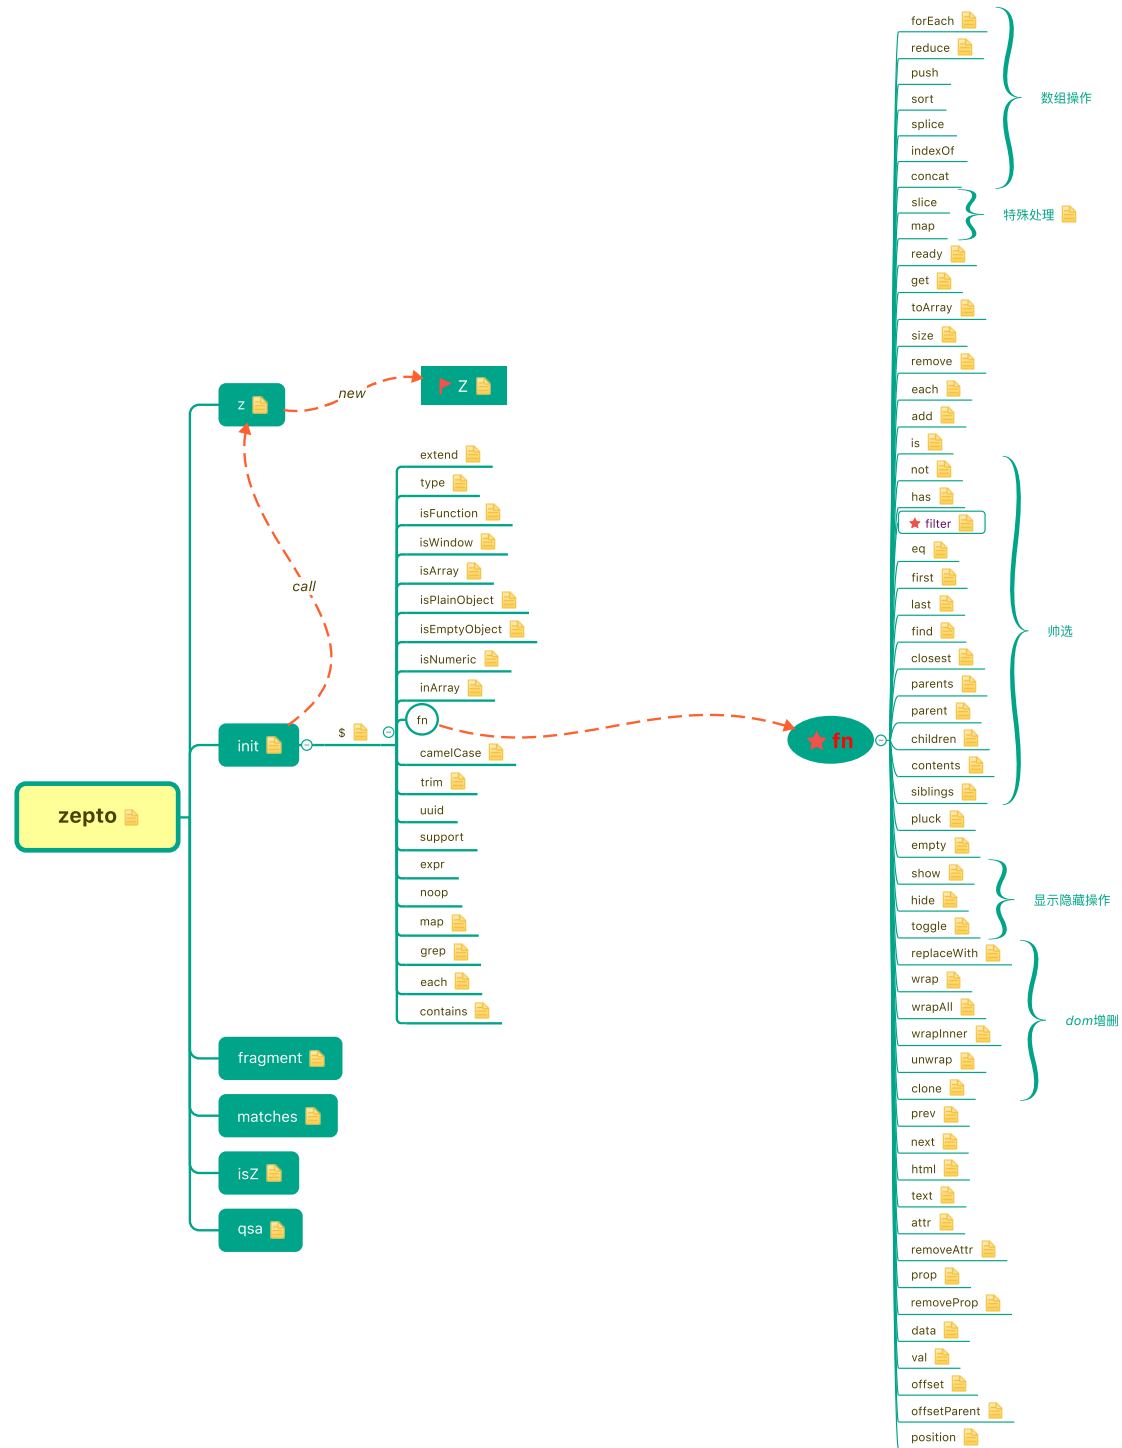 zepto
z
new
Z
call
init
$
extend
type
isFunction
isWindow
isArray
isPlainObject
isEmptyObject
isNumeric
inArray
fn
camelCase
trim
uuid
support
expr
noop
map
grep
each
contains
fragment
matches
isZ
qsa
fn
forEach
reduce
push
sort
splice
indexOf
concat
数组操作
slice
map
特殊处理
ready
get
toArray
size
remove
each
add
is
not
has
filter
eq
first
last
find
closest
parents
parent
children
contents
siblings
帅选
pluck
empty
show
hide
toggle
显示隐藏操作
replaceWith
wrap
wrapAll
wrapInner
unwrap
clone
dom增删
prev
next
html
text
attr
removeAttr
prop
removeProp
data
val
offset
offsetParent
position